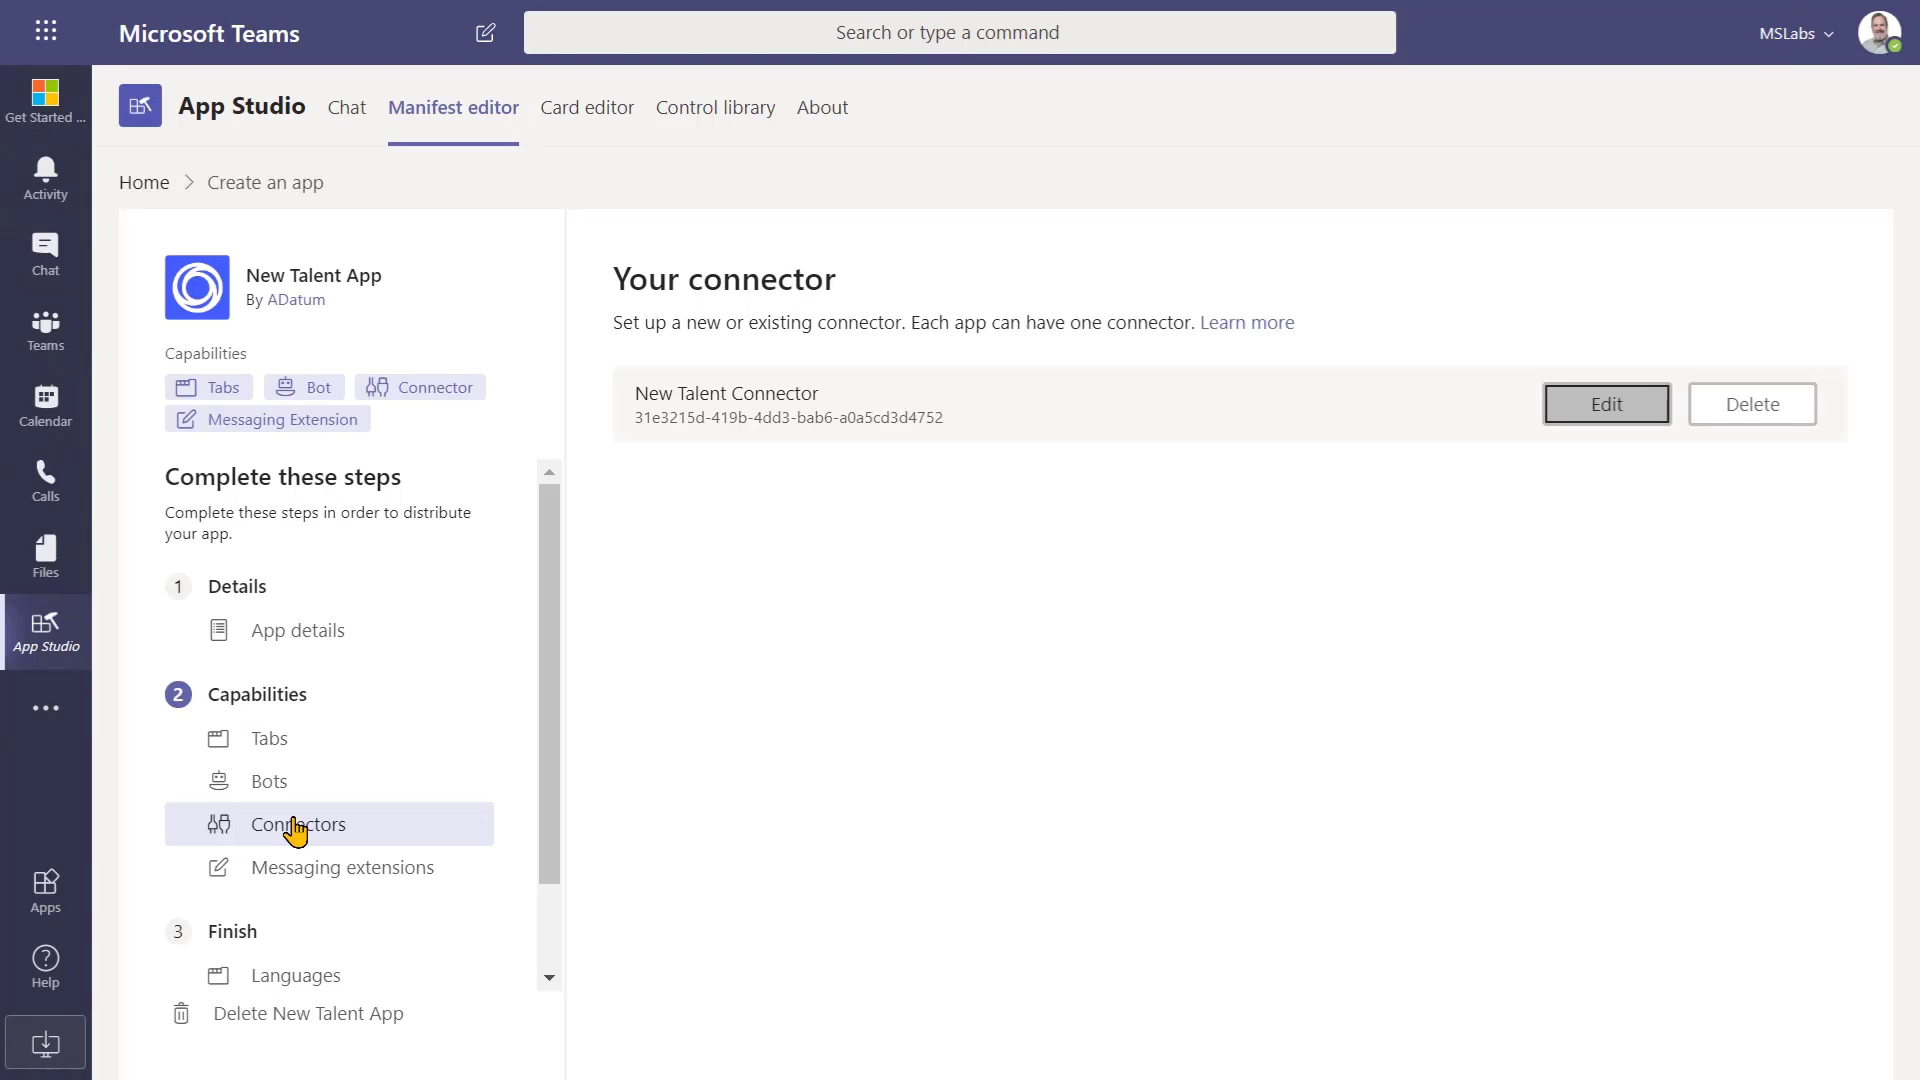 Microsoft Teams
Search or type a command
MSLabs
Get Started ...
Activity
Chat
Teams
Calendar
Calls
Files
App Studio
Apps
Help
App Studio
Chat
Manifest editor
Card editor
Control library
About
Home
Create an app
New Talent App
By ADatum
Capabilities
Tabs
Bot
Connector
Messaging Extension
Complete these steps
Complete these steps in order to distribute
your app.
1 Details
App details
2 Capabilities
Tabs
Bots
Connectors
Messaging extensions
3 Finish
Languages
Delete New Talent App
Your connector
Set up a new or existing connector. Each app can have one connector. Learn more
New Talent Connector
31e3215d-419b-4dd3-bab6-a0a5cd3d4752
Edit
Delete